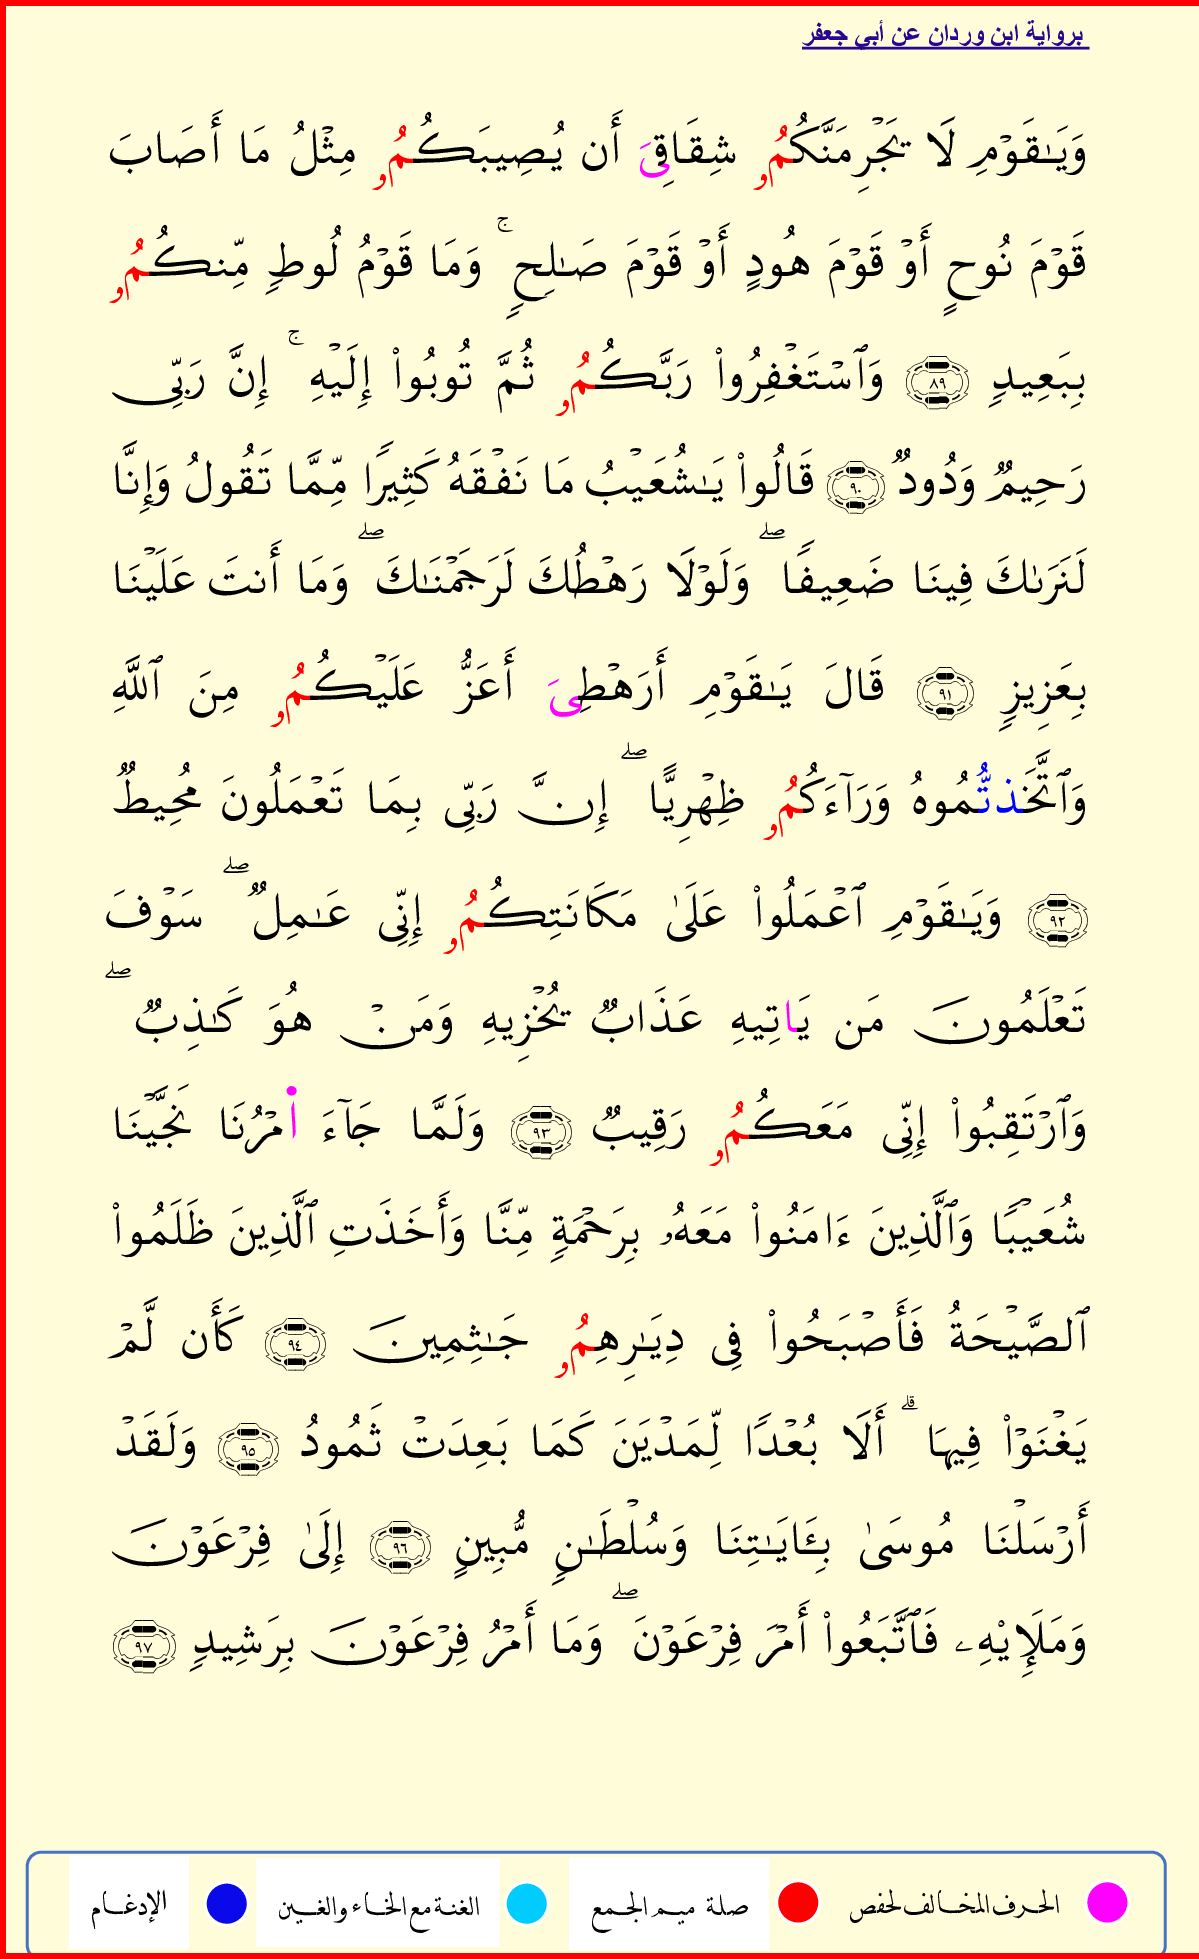 برواية ابن وردان عن أبي جعفر
وَيَـٰقَوۡمِ لَا يَجۡرِمَنَّكُمُۥ شِقَاقِيَ أَن يُصِيبَكُمُۥ مِثۡلُ مَا أَصَابَ
قَوۡمَ نُوحٍ أَوۡ قَوۡمَ هُودٍ أَوۡ قَوۡمَ صَـٰلِحٍ ۚ وَمَا قَوۡمُ لُوطٍ مِّنكُمُۥ
بِبَعِيدٍ ٨٩ وَٱسۡتَغۡفِرُواْ رَبَّكُمُۥ ثُمَّ تُوبُواْ إِلَيۡهِ ۚ إِنَّ رَبِّى
رَحِيمٌ وَدُودٌ ٩٠ قَالُواْ يَـٰشُعَيۡبُ مَا نَفۡقَهُ كَثِيرًا مِّمَّا تَقُولُ وَإِنَّا
لَنَرَىٰكَ فِينَا ضَعِيفًا ۖ وَلَوۡلَا رَهۡطُكَ لَرَجَمۡنَـٰكَ ۖ وَمَا أَنتَ عَلَيۡنَا
بِعَزِيزٍ ٩١ قَالَ يَـٰقَوۡمِ أَرَهۡطِيَ أَعَزُّ عَلَيۡكُمُۥ مِنَ ٱللَّهِ
وَٱتَّخَذتُّمُوهُ وَرَآءَكُمُۥ ظِهۡرِيًّا ۖ إِنَّ رَبِّى بِمَا تَعۡمَلُونَ مُحِيطٌ
٩٢ وَيَـٰقَوۡمِ ٱعۡمَلُواْ عَلَىٰ مَكَانَتِكُمُۥ إِنِّى عَـٰمِلٌ ۖ سَوۡفَ
تَعۡلَمُونَ مَن يَاتِيهِ عَذَابٌ يُخۡزِيهِ وَمَنۡ هُوَ كَـٰذِبٌ ۖ
وَٱرۡتَقِبُواْ إِنِّى مَعَكُمُۥ رَقِيبٌ ٩٣ وَلَمَّا جَآءَ ا۬مۡرُنَا نَجَّيۡنَا
شُعَيۡبًا وَٱلَّذِينَ ءَامَنُواْ مَعَهُۥ بِرَحۡمَةٍ مِّنَّا وَأَخَذَتِ ٱلَّذِينَ ظَلَمُواْ
ٱلصَّيۡحَةُ فَأَصۡبَحُواْ فِى دِيَـٰرِهِمُۥ جَـٰثِمِينَ ٩٤ كَأَن لَّمۡ
يَغۡنَوۡاْ فِيهَا ۗ أَلَا بُعۡدًا لِّمَدۡيَنَ كَمَا بَعِدَتۡ ثَمُودُ ٩٥ وَلَقَدۡ
أَرۡسَلۡنَا مُوسَىٰ بِـَٔايَـٰتِنَا وَسُلۡطَـٰنٍ مُّبِينٍ ٩٦ إِلَىٰ فِرۡعَوۡنَ
وَمَلَإِيْهِۦ فَٱتَّبَعُواْ أَمۡرَ فِرۡعَوۡنَ ۖ وَمَا أَمۡرُ فِرۡعَوۡنَ بِرَشِيدٍ ٩٧
الحرف المخالف لحفص صلة ميم الجمع الغنة مع الخاء والغين الإدغام